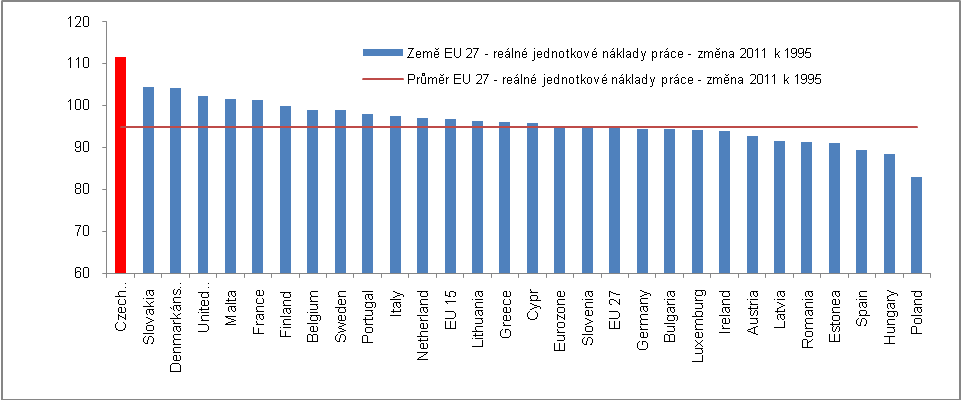 120
110
100
90
80
70
60
Země EU 27 - reálné jednotkové náklady práce - změna 2011 k 1995
Průměr EU 27 - reálné jednotkové náklady práce - změna 2011 k 1995
Czech..
Slovakia
Denmarkáns..
United..
Malta
France
Finland
Belgium
Sweden
Portugal
Italy
Netherland
EU 15
Lithuania
Greece
Cypr
Eurozone
Slovenia
EU 27
Germany
Bulgaria
Luxemburg
Ireland
Austria
Latvia
Romania
Estonea
Spain
Hungary
Poland